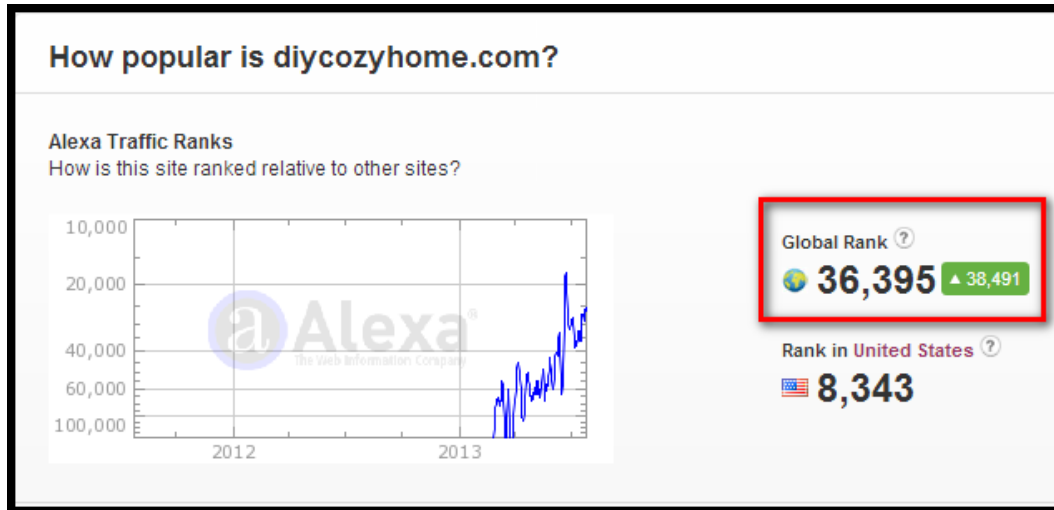 How popular is diycozyhome.com?
Alexa Traffic Ranks
How is this site ranked relative to other sites?
10,000
20,000
40,000
60,000
100,000
2012
2013
a Alexa®
The Web Information Company
Global Rank ?
36,395 ▲ 38,491
Rank in United States ?
8,343